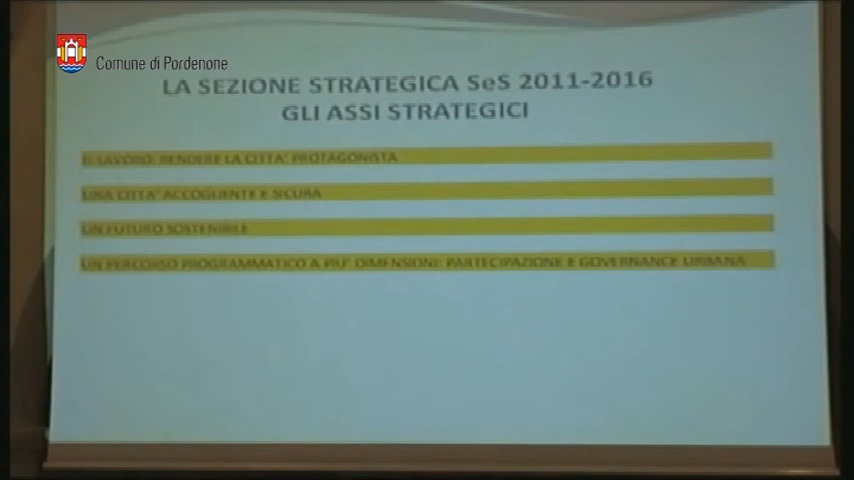 Comune di Pordenone
LA SEZIONE STRATEGICA SeS 2011-2016
GLI ASSI STRATEGICI
IL LAVORO: RENDERE LA CITTA' PROTAGONISTA
UNA CITTA' ACCOGLIENTE E SICURA
UN FUTURO SOSTENIBILE
UN PERCORSO PROGRAMMATICO A PIU' DIMENSIONI: PARTECIPAZIONE E GOVERNANCE URBANA